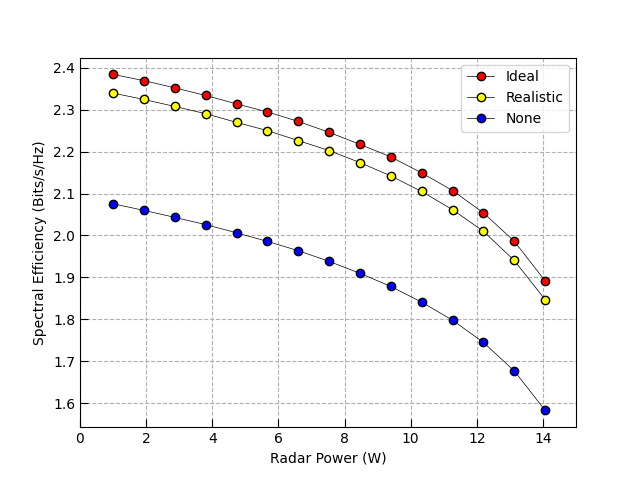 2.4
2.3
2.2
2.1
2.0
1.9
1.8
1.7
1.6
Spectral Efficiency (Bits/s/Hz)
Ideal
Realistic
None
0 2 4 6 8 10 12 14
Radar Power (W)